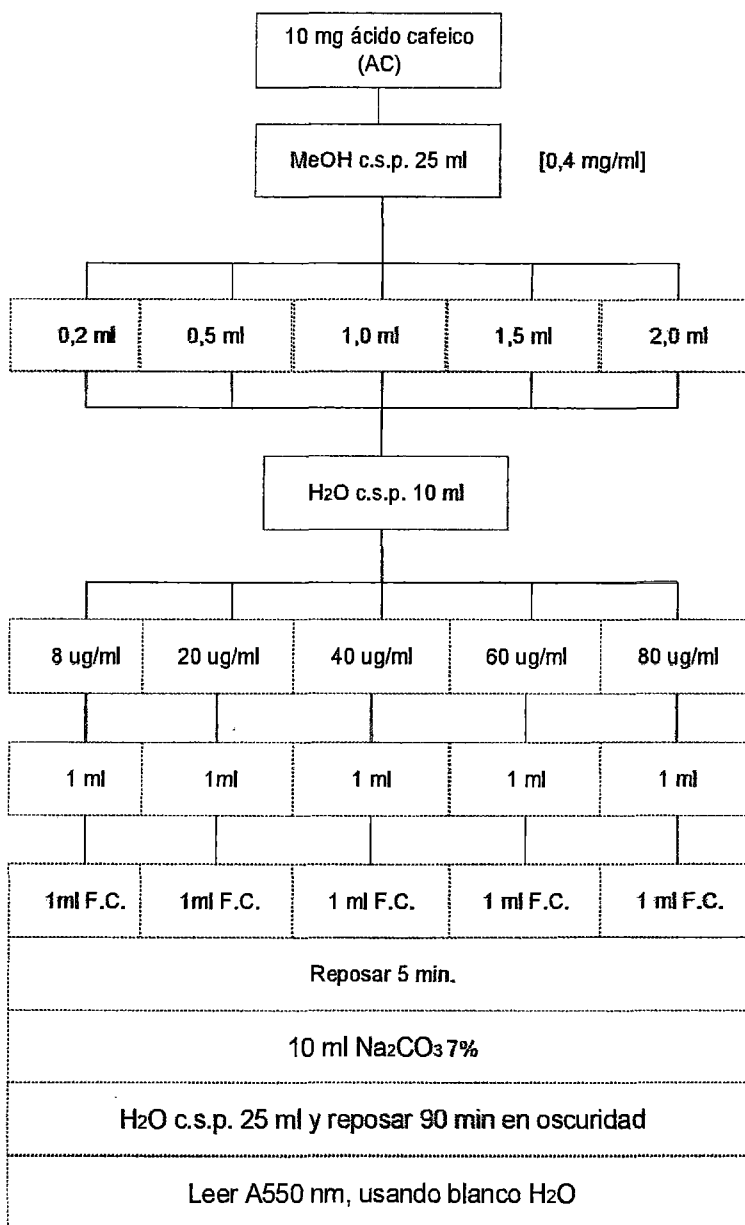 10 mg ácido cafeico
(AC)
MeOH c.s.p. 25 ml [0,4 mg/ml]
0,2 ml 0,5 ml 1,0 ml 1,5 ml 2,0 ml
H2O c.s.p. 10 ml
8 ug/ml 20 ug/ml 40 ug/ml 60 ug/ml 80 ug/ml
1 ml 1ml 1 ml 1 ml 1 ml
1ml F.C. 1ml F.C. 1 ml F.C. 1 ml F.C. 1 ml F.C.
Reposar 5 min.
10 ml Na2CO3 7%
H2O c.s.p. 25 ml y reposar 90 min en oscuridad
Leer A550 nm, usando blanco H2O